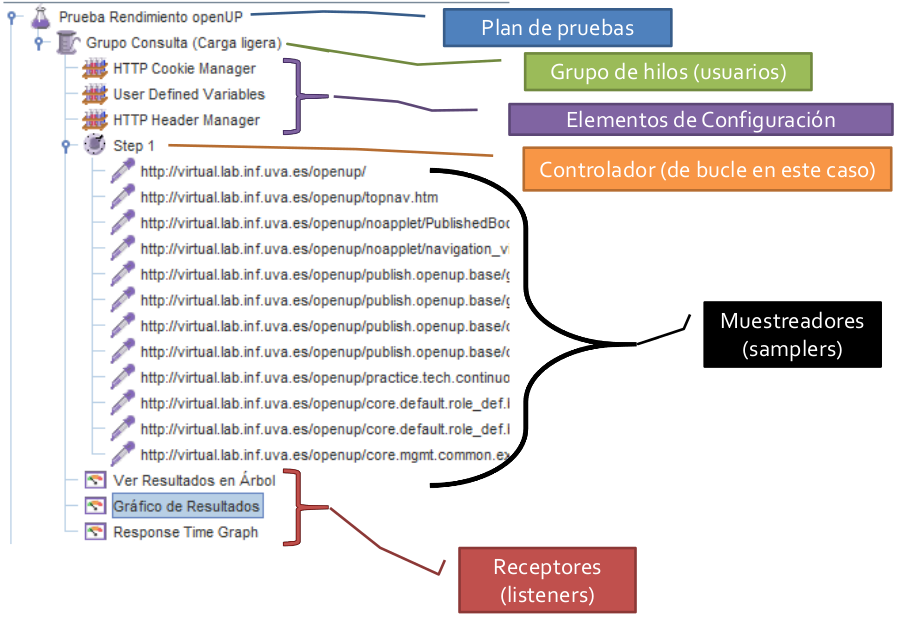 Prueba Rendimiento openUP
Plan de pruebas
Grupo Consulta (Carga ligera)
Grupo de hilos (usuarios)
HTTP Cookie Manager
User Defined Variables
HTTP Header Manager
Elementos de Configuración
Step 1
Controlador (de bucle en este caso)
http://virtual.lab.inf.uva.es/openup/
http://virtual.lab.inf.uva.es/openup/topnav.htm
http://virtual.lab.inf.uva.es/openup/noapplet/PublishedBoo
http://virtual.lab.inf.uva.es/openup/noapplet/navigation_vi
http://virtual.lab.inf.uva.es/openup/publish.openup.base/g
http://virtual.lab.inf.uva.es/openup/publish.openup.base/g
http://virtual.lab.inf.uva.es/openup/publish.openup.base/c
http://virtual.lab.inf.uva.es/openup/publish.openup.base/c
http://virtual.lab.inf.uva.es/openup/practice.tech.continuo
http://virtual.lab.inf.uva.es/openup/core.default.role_def.l
http://virtual.lab.inf.uva.es/openup/core.default.role_def.l
http://virtual.lab.inf.uva.es/openup/core.mgmt.common.ex
Muestreadores
(samplers)
Ver Resultados en Árbol
Gráfico de Resultados
Response Time Graph
Receptores
(listeners)